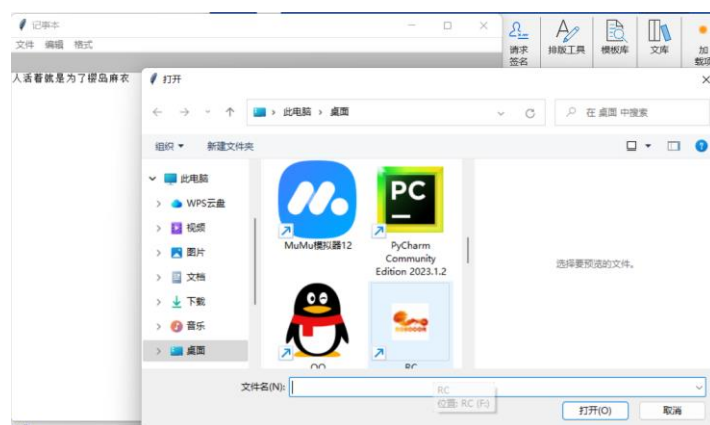 记事本
文件 编辑 格式
人活着就是为了樱岛麻衣
请求签名
排版工具
模板库
文库
加载项
打开
此电脑 › 桌面
在 桌面 中搜索
组织 新建文件夹
此电脑
WPS云盘
视频
图片
文档
下载
音乐
桌面
MuMu模拟器12
PC
PyCharm
Community
Edition 2023.1.2
QQ
RC
选择要预览的文件。
文件名(N):
RC
位置: RC (F:)
打开(O) 取消